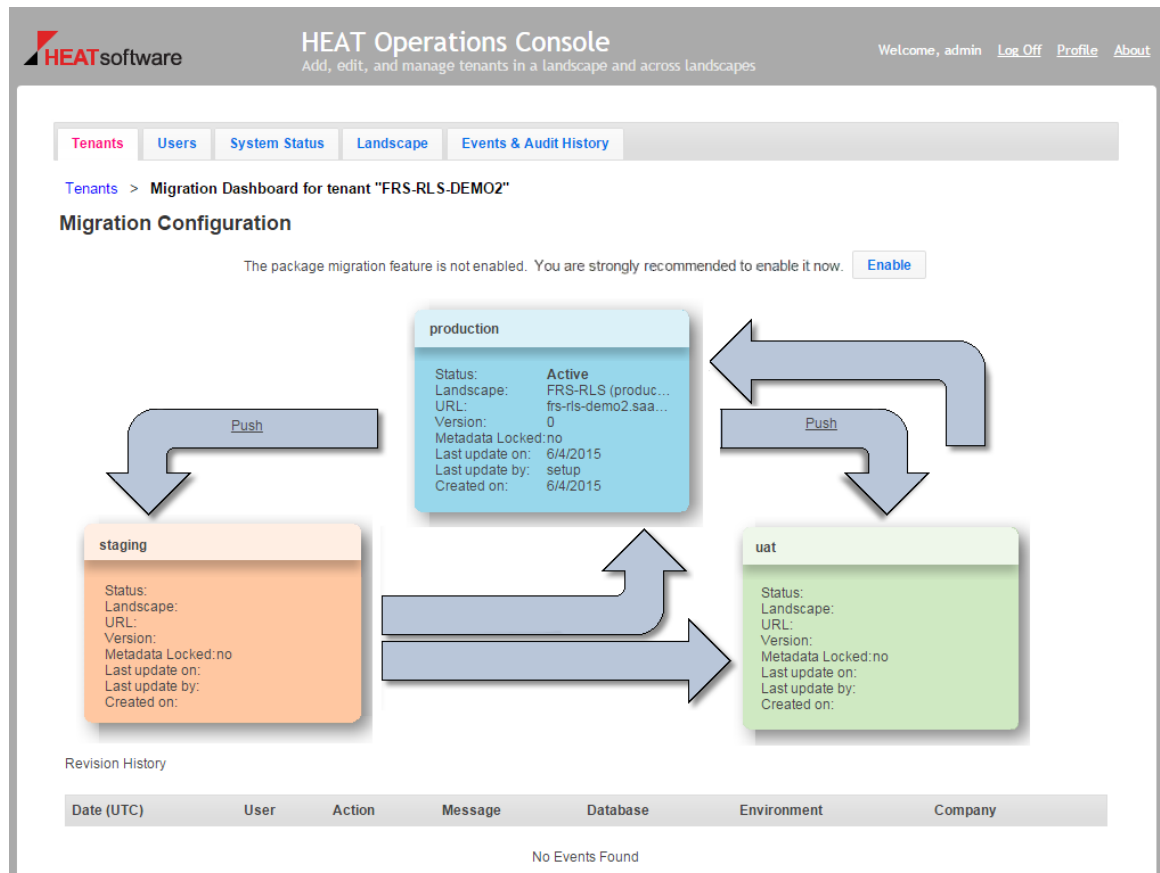 HEATsoftware
HEAT Operations Console
Add, edit, and manage tenants in a landscape and across landscapes
Welcome, admin Log Off Profile About
Tenants Users System Status Landscape Events & Audit History
Tenants > Migration Dashboard for tenant "FRS-RLS-DEMO2"
Migration Configuration
The package migration feature is not enabled. You are strongly recommended to enable it now. Enable
production
Status: Active
Landscape: FRS-RLS (produc...
URL: frs-rls-demo2.saa...
Version: 0
Metadata Locked:no
Last update on: 6/4/2015
Last update by: setup
Created on: 6/4/2015
Push
Push
staging
Status:
Landscape:
URL:
Version:
Metadata Locked:no
Last update on:
Last update by:
Created on:
uat
Status:
Landscape:
URL:
Version:
Metadata Locked:no
Last update on:
Last update by:
Created on:
Revision History
Date (UTC) User Action Message Database Environment Company
No Events Found